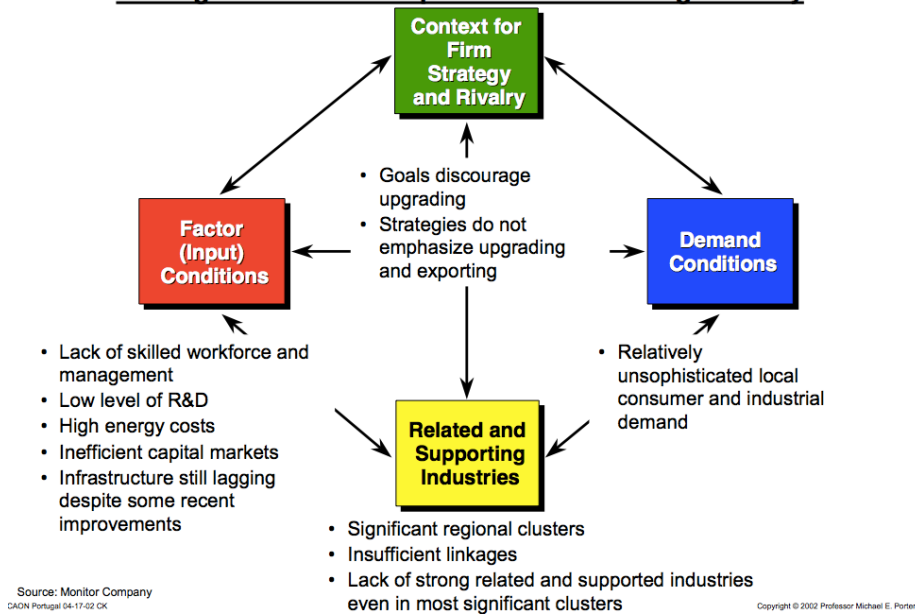 Context for
Firm
Strategy
and Rivalry
• Goals discourage
upgrading
• Strategies do not
emphasize upgrading
and exporting
Factor
(Input)
Conditions
Demand
Conditions
• Lack of skilled workforce and
management
• Low level of R&D
• High energy costs
• Inefficient capital markets
• Infrastructure still lagging
despite some recent
improvements
• Relatively
unsophisticated local
consumer and industrial
demand
Related and
Supporting
Industries
• Significant regional clusters
• Insufficient linkages
• Lack of strong related and supported industries
even in most significant clusters
Source: Monitor Company
CAON Portugal 04-17-02 CK
Copyright © 2002 Professor Michael E. Porter